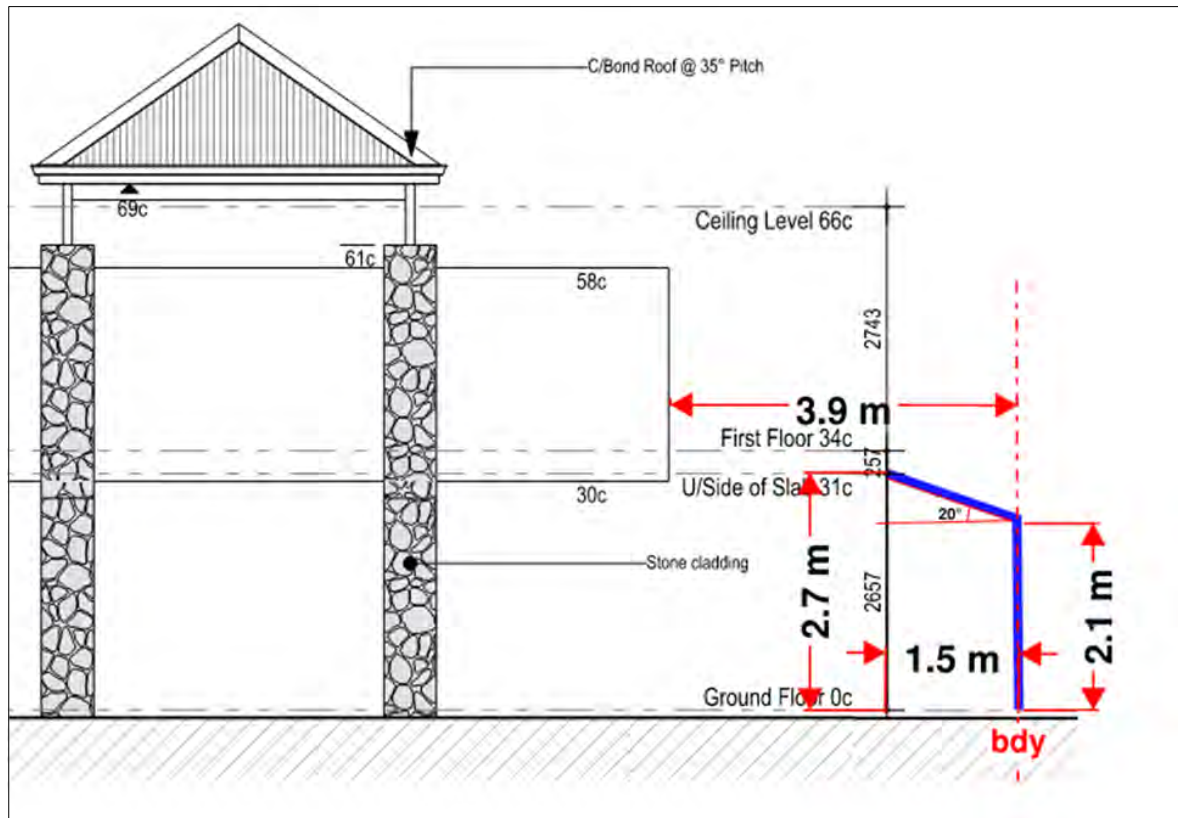 C/Bond Roof @ 35° Pitch
69c
Ceiling Level 66c
61c
58c
2743
3.9 m
First Floor 34c
257
U/Side of Slab 31c
30c
20°
Stone cladding
2.7 m
2657
1.5 m
2.1 m
Ground Floor 0c
bdy